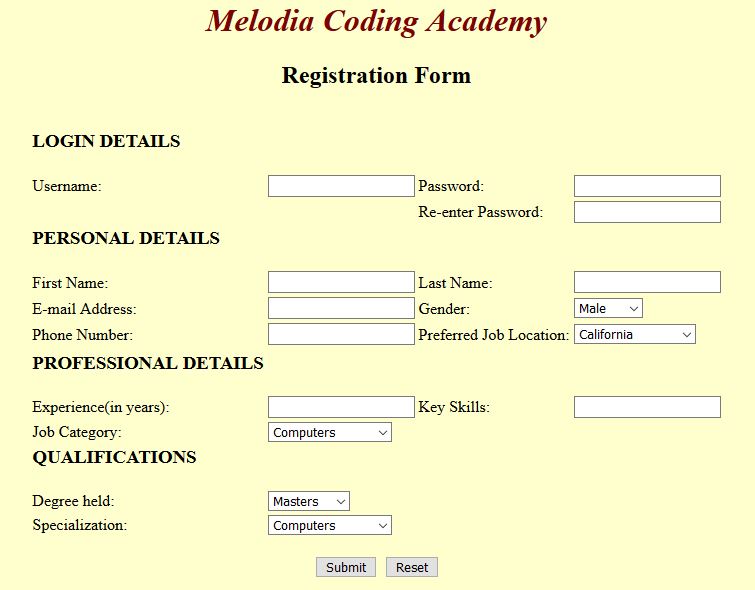 Melodia Coding Academy
Registration Form
LOGIN DETAILS
Username: Password:
Re-enter Password:
PERSONAL DETAILS
First Name: Last Name:
E-mail Address: Gender: Male
Phone Number: Preferred Job Location: California
PROFESSIONAL DETAILS
Experience(in years): Key Skills:
Job Category: Computers
QUALIFICATIONS
Degree held: Masters
Specialization: Computers
Submit Reset